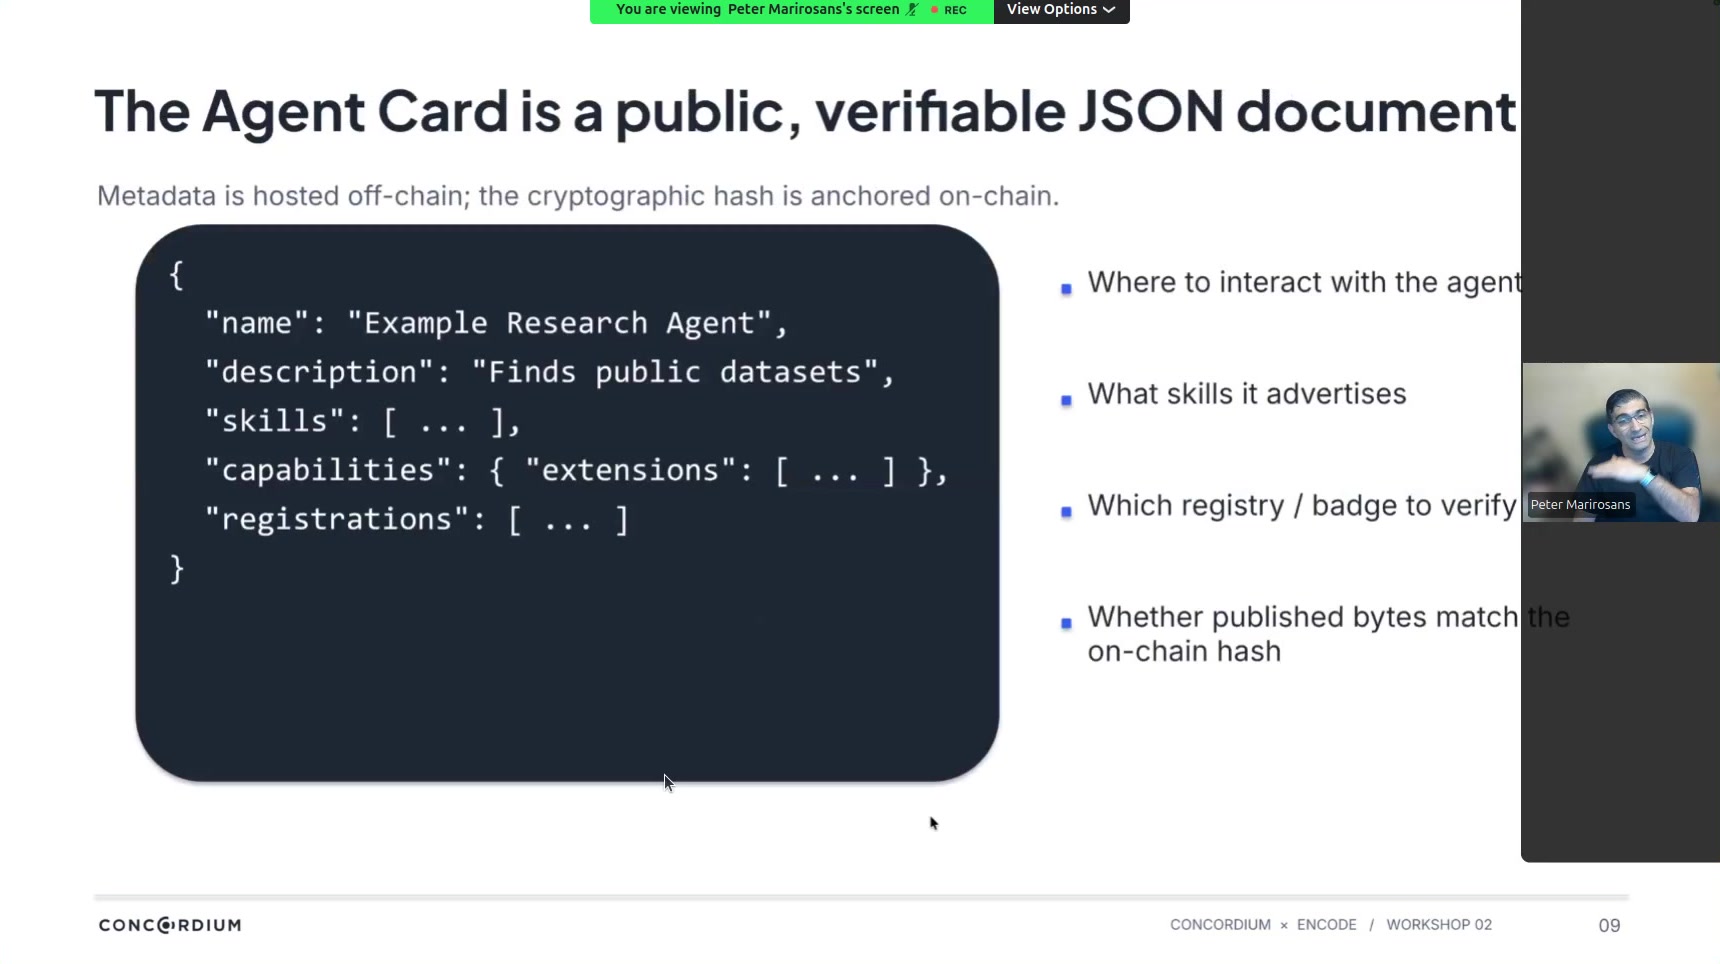 You are viewing Peter Marirosans's screen REC View Options
The Agent Card is a public, verifiable JSON document
Metadata is hosted off-chain; the cryptographic hash is anchored on-chain.
{
"name": "Example Research Agent",
"description": "Finds public datasets",
"skills": [ ... ],
"capabilities": { "extensions": [ ... ] },
"registrations": [ ... ]
}
Where to interact with the agent
What skills it advertises
Which registry / badge to verify
Whether published bytes match the
on-chain hash
Peter Marirosans
CONCORDIUM
CONCORDIUM × ENCODE / WORKSHOP 02
09